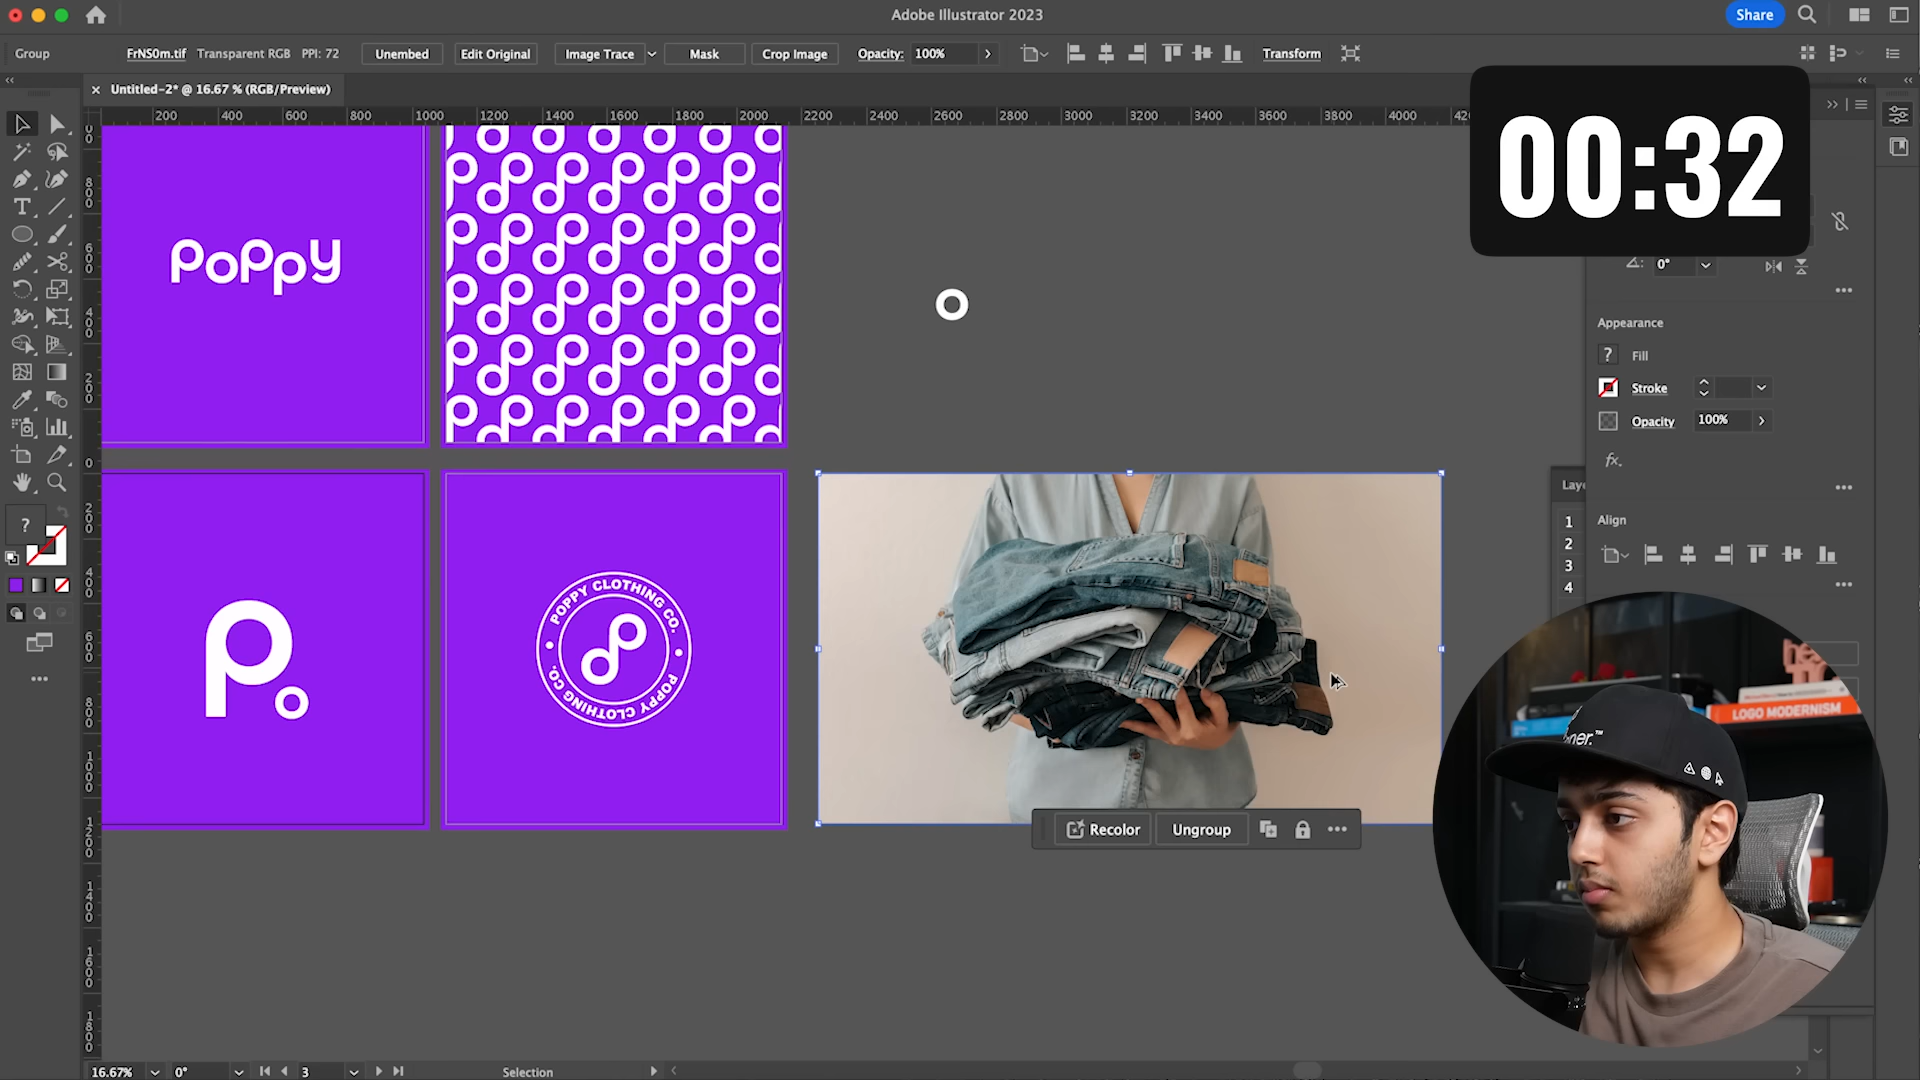 Adobe Illustrator 2023
Share
Group
FrNS0m.tif
Transparent RGB
PPI: 72
Unembed
Edit Original
Image Trace
Mask
Crop Image
Opacity:
100%
Transform
Untitled-2* @ 16.67 % (RGB/Preview)
200
400
600
800
1000
1200
1400
1600
1800
2000
2200
2400
2600
2800
3000
3200
3400
3600
3800
4000
00:32
0°
poppy
Appearance
Fill
Stroke
Opacity
100%
fx.
Align
1
2
3
4
P.
POPPY CLOTHING CO.
POPPY CLOTHING CO.
LOGO MODERNISM
Recolor
Ungroup
16.67%
0°
3
Selection